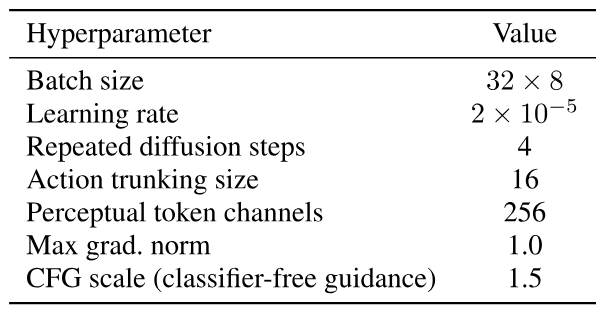 Hyperparameter Value
Batch size 32 × 8
Learning rate 2 × 10⁻⁵
Repeated diffusion steps 4
Action trunking size 16
Perceptual token channels 256
Max grad. norm 1.0
CFG scale (classifier-free guidance) 1.5